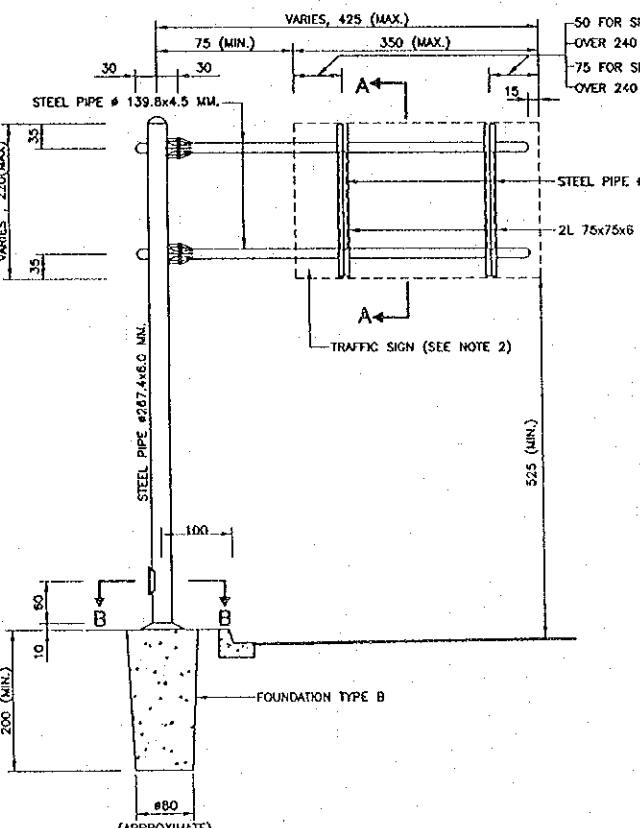 VARIES, 425 (MAX.)
75 (MIN.)
350 (MAX.)
50 FOR
OVER 240
75 FOR
OVER 240
30
30
15
STEEL PIPE ø 139.8x4.5 MM.
A
35
VARIES, 220(MAX)
STEEL PIPE
2L 75x75x6
35
A
TRAFFIC SIGN (SEE NOTE 2)
STEEL PIPE ø267.4x6.0 MM.
525 (MIN.)
100
60
B
B
10
200 (MIN.)
FOUNDATION TYPE B
ø80
(APPROXIMATE)